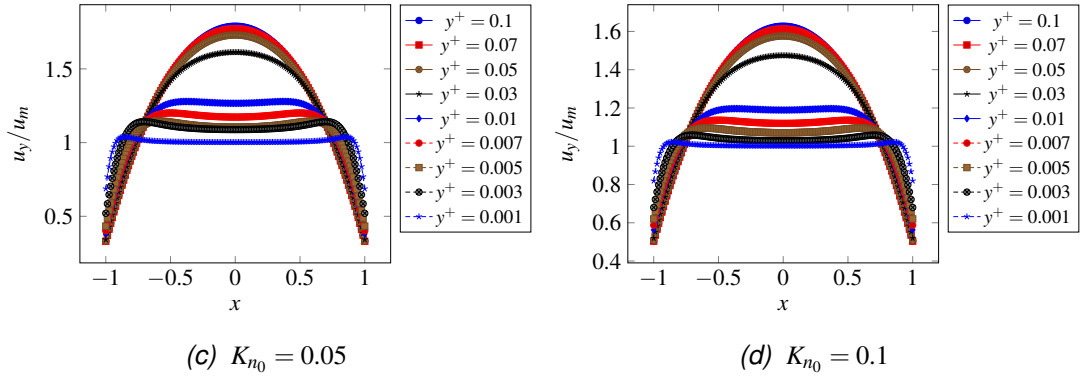 1.5
1
0.5
−1
−0.5
0
0.5
1
x
u_y/u_m
y⁺ = 0.1
y⁺ = 0.07
y⁺ = 0.05
y⁺ = 0.03
y⁺ = 0.01
y⁺ = 0.007
y⁺ = 0.005
y⁺ = 0.003
y⁺ = 0.001
(c) K_{n_0} = 0.05
1.6
1.4
1.2
1
0.8
0.6
0.4
−1
−0.5
0
0.5
1
x
u_y/u_m
y⁺ = 0.1
y⁺ = 0.07
y⁺ = 0.05
y⁺ = 0.03
y⁺ = 0.01
y⁺ = 0.007
y⁺ = 0.005
y⁺ = 0.003
y⁺ = 0.001
(d) K_{n_0} = 0.1